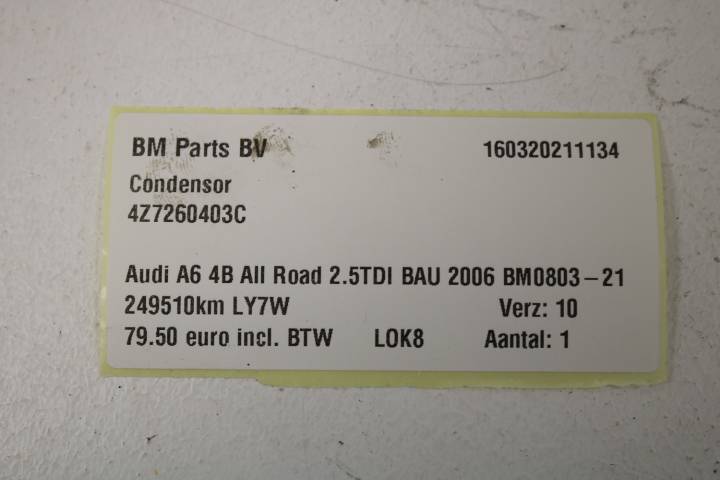 BM Parts BV 160320211134
Condensor
4Z7260403C
Audi A6 4B All Road 2.5TDI BAU 2006 BM0803-21
249510km LY7W Verz: 10
79.50 euro incl. BTW LOK8 Aantal: 1